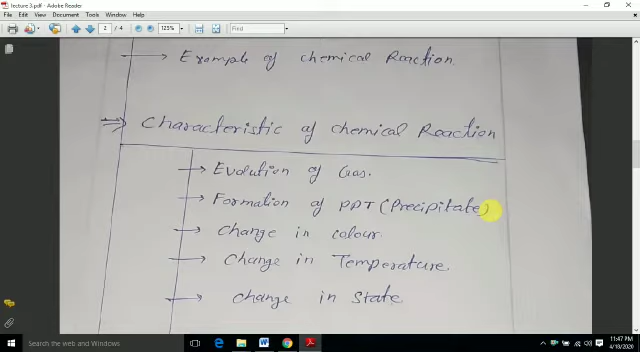 lecture 3.pdf - Adobe Reader
File Edit View Document Tools Window Help
2 / 4 125% Find
Example of chemical Reaction.
Characteristic of chemical Reaction
Evolution of Gas.
Formation of PPT (Precipitate)
Change in colour.
Change in Temperature.
Change in State
Search the web and Windows
11:47 PM
4/18/2020